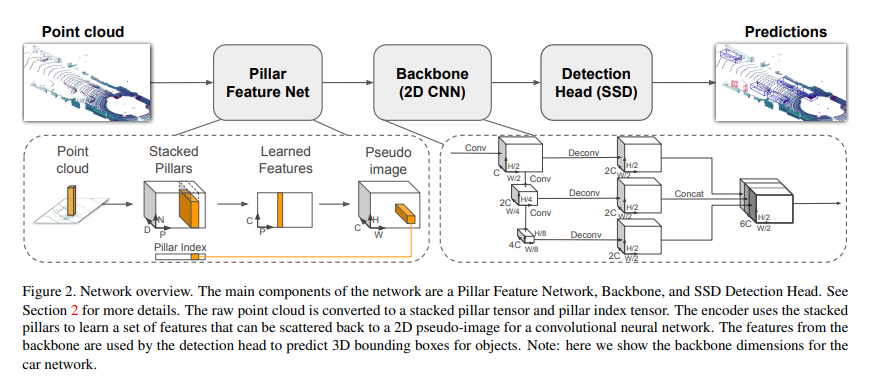 Point cloud
Predictions
Pillar
Feature Net
Backbone
(2D CNN)
Detection
Head (SSD)
Point
cloud
Stacked
Pillars
Learned
Features
Pseudo
image
D
P
N
Pillar Index
C
P
C
W
H
Conv
C
W/2
H/2
Conv
2C
W/4
H/4
Conv
4C
W/8
H/8
Deconv
2C
W/2
H/2
Deconv
2C
W/2
H/2
Deconv
2C
W/2
H/2
Concat
6C
W/2
H/2
Figure 2. Network overview. The main components of the network are a Pillar Feature Network, Backbone, and SSD Detection Head. See
Section 2 for more details. The raw point cloud is converted to a stacked pillar tensor and pillar index tensor. The encoder uses the stacked
pillars to learn a set of features that can be scattered back to a 2D pseudo-image for a convolutional neural network. The features from the
backbone are used by the detection head to predict 3D bounding boxes for objects. Note: here we show the backbone dimensions for the
car network.